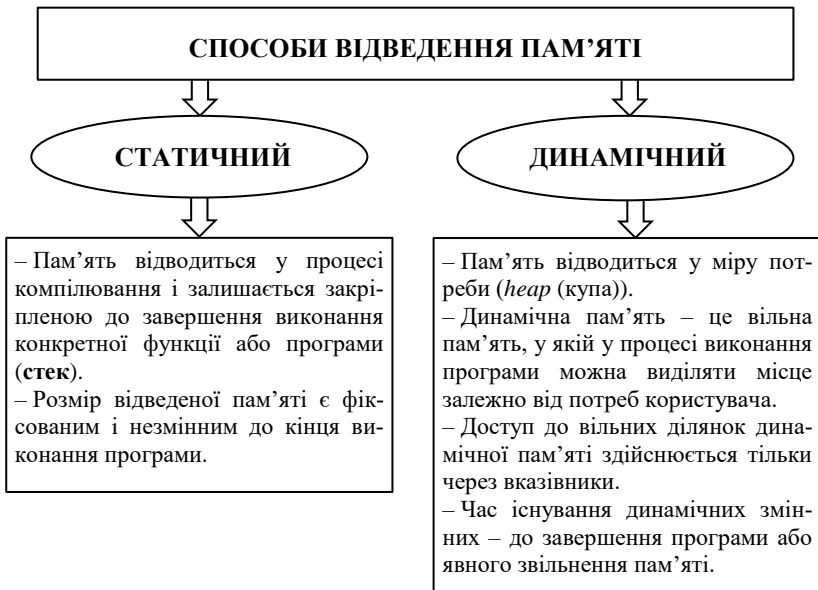 СПОСОБИ ВІДВЕДЕННЯ ПАМ’ЯТІ
СТАТИЧНИЙ
– Пам’ять відводиться у процесі
компілювання і залишається закрі-
пленою до завершення виконання
конкретної функції або програми
(стек).
– Розмір відведеної пам’яті є фік-
сованим і незмінним до кінця ви-
конання програми.
ДИНАМІЧНИЙ
– Пам’ять відводиться у міру пот-
реби (heap (купа)).
– Динамічна пам’ять – це вільна
пам’ять, у якій у процесі виконання
програми можна виділяти місце
залежно від потреб користувача.
– Доступ до вільних ділянок дина-
мічної пам’яті здійснюється тільки
через вказівники.
– Час існування динамічних змін-
них – до завершення програми або
явного звільнення пам’яті.